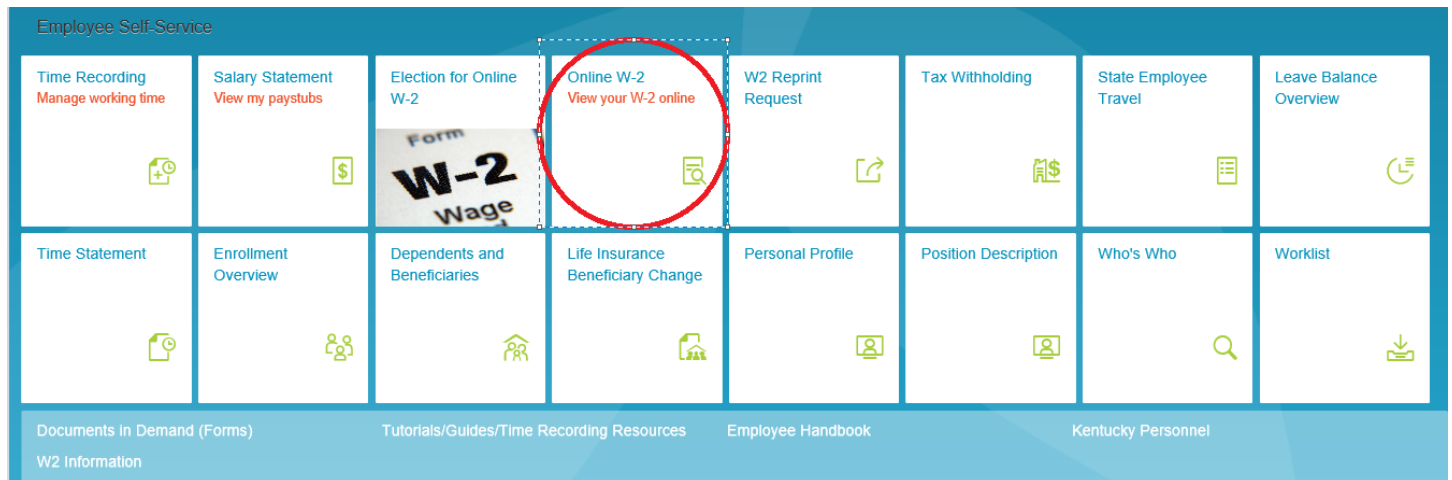 Employee Self-Service
Time Recording
Manage working time
Salary Statement
View my paystubs
Election for Online
W-2
Form
W-2
Wage
Online W-2
View your W-2 online
W2 Reprint
Request
Tax Withholding
State Employee
Travel
Leave Balance
Overview
Time Statement
Enrollment
Overview
Dependents and
Beneficiaries
Life Insurance
Beneficiary Change
Personal Profile
Position Description
Who's Who
Worklist
Documents in Demand (Forms)
Tutorials/Guides/Time Recording Resources
Employee Handbook
Kentucky Personnel
W2 Information